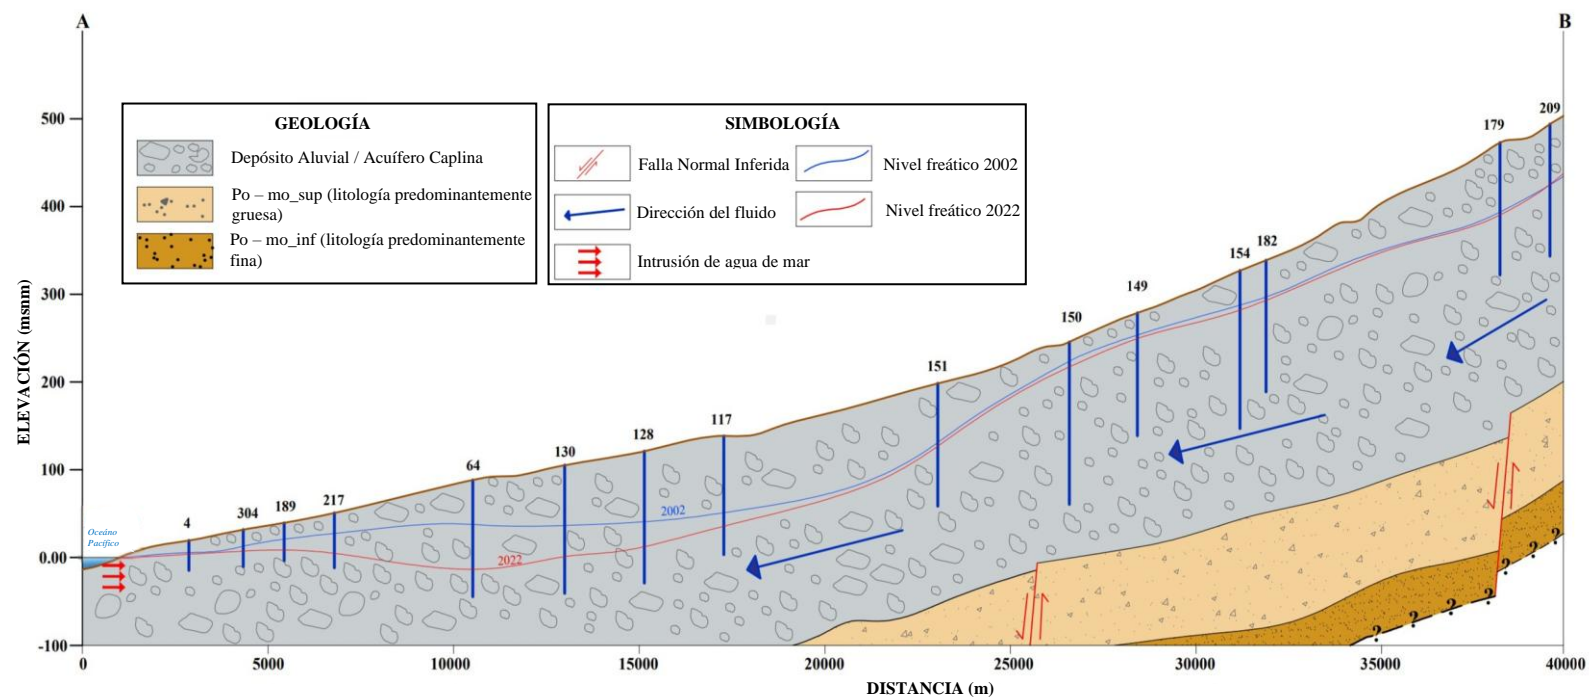 A
B
500
400
300
200
100
0.00
-100
ELEVACIÓN (msnm)
GEOLOGÍA
Depósito Aluvial / Acuífero Caplina
Po – mo_sup (litología predominantemente
gruesa)
Po – mo_inf (litología predominantemente
fina)
SIMBOLOGÍA
Falla Normal Inferida
Nivel freático 2002
Dirección del fluido
Nivel freático 2022
Intrusión de agua de mar
209
179
182
154
149
150
151
117
128
130
64
217
189
304
4
2002
2022
Oceáno
Pacífico
?
?
?
?
?
?
?
0
5000
10000
15000
20000
25000
30000
35000
40000
DISTANCIA (m)